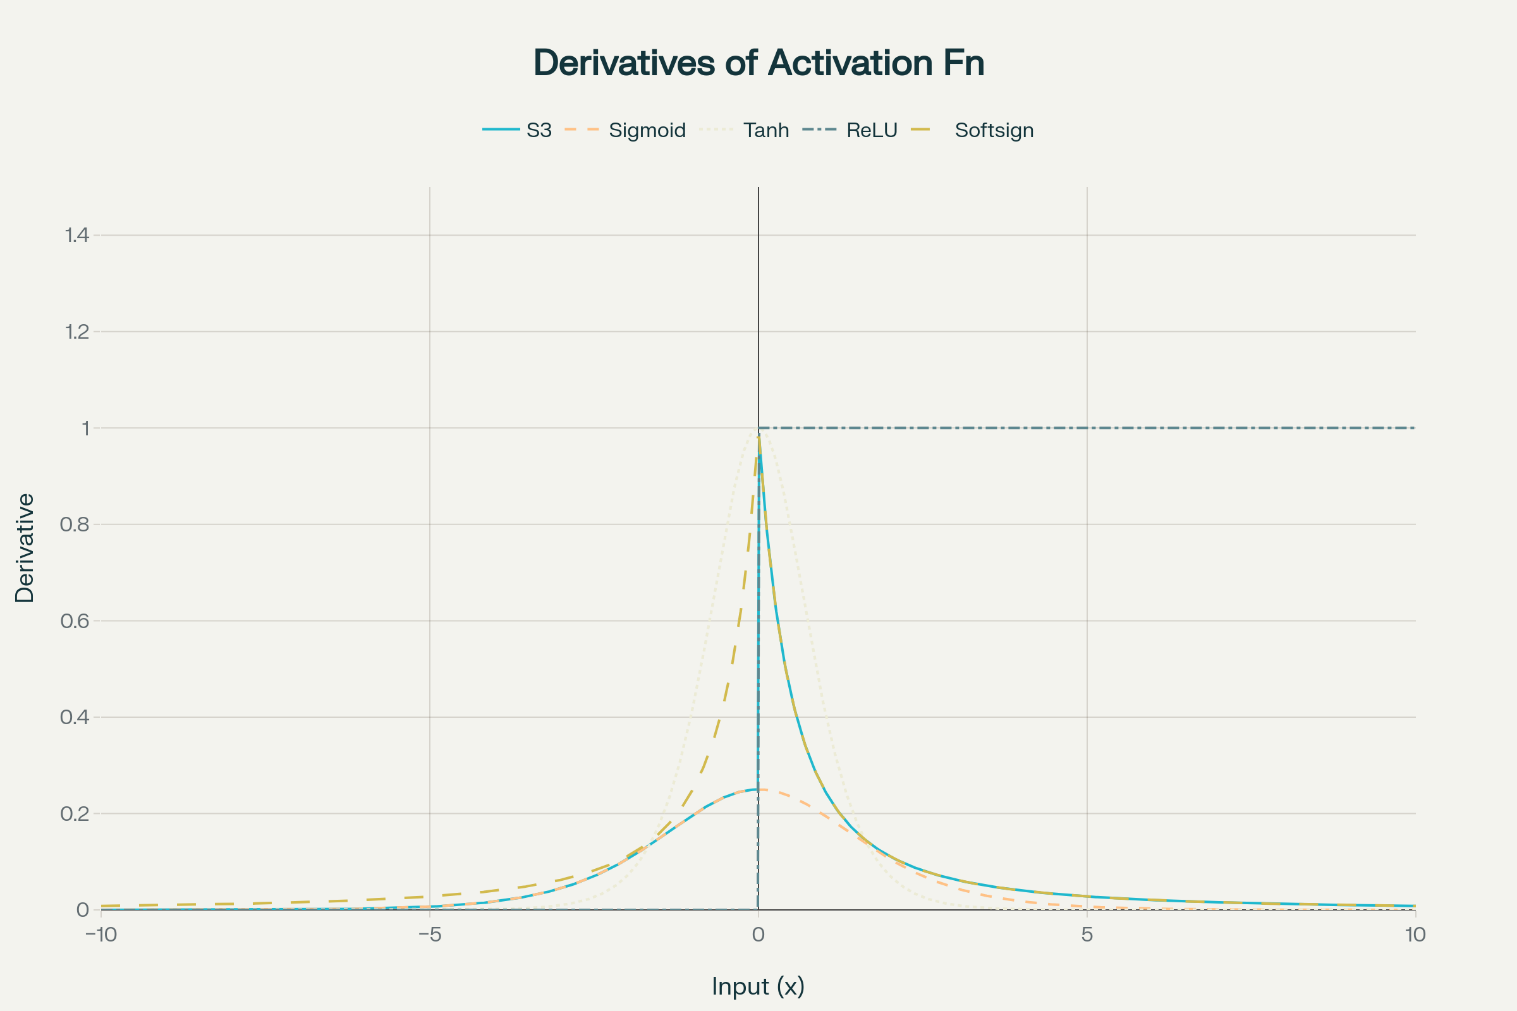 Derivatives of Activation Fn
S3 Sigmoid Tanh ReLU Softsign
1.4
1.2
1
0.8
0.6
0.4
0.2
0
Derivative
−10 −5 0 5 10
Input (x)